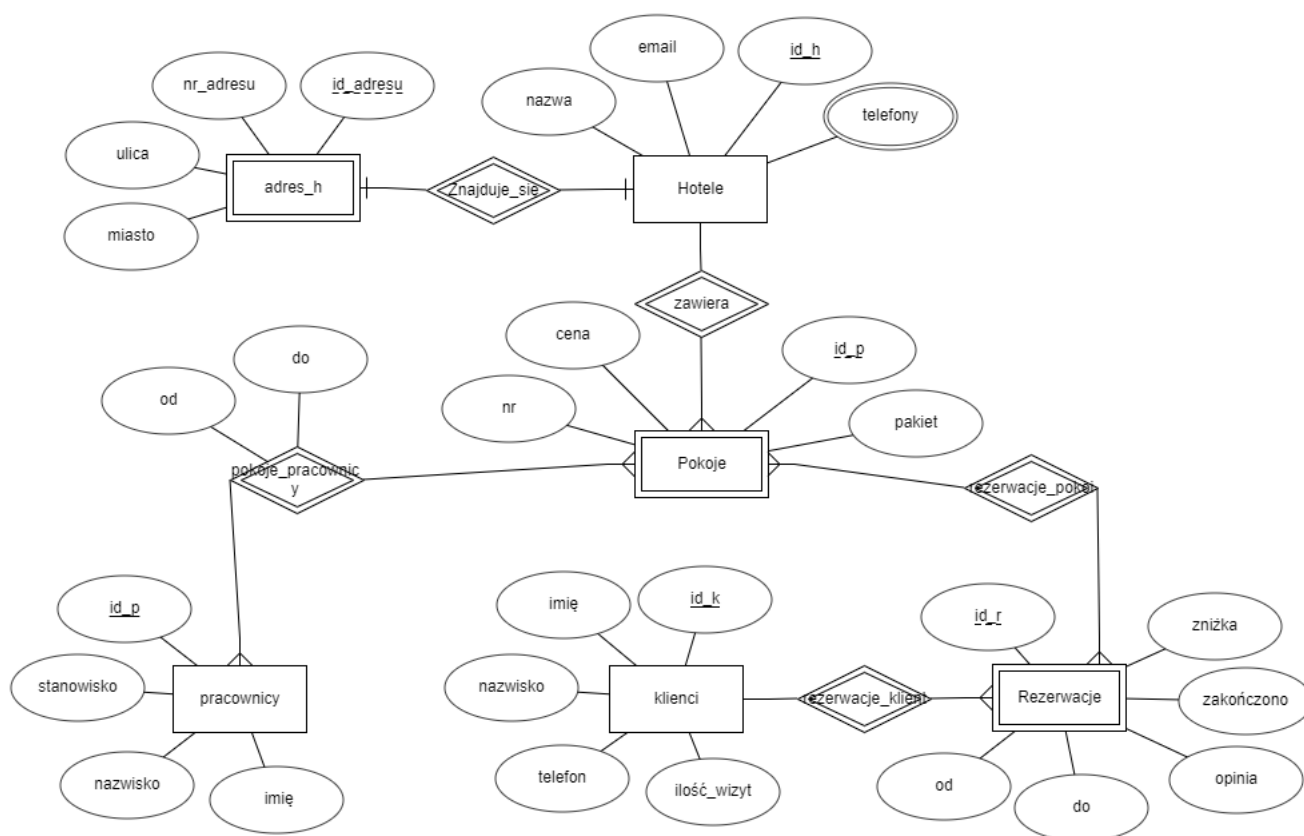 email
id_h
nr_adresu
id_adresu
nazwa
telefony
ulica
adres_h
Znajduje_się
Hotele
miasto
zawiera
cena
id_p
do
od
nr
pakiet
pokoje_pracownic
y
Pokoje
rezerwacje_pokoi
id_p
imię
id_k
id_r
zniżka
stanowisko
pracownicy
nazwisko
klienci
rezerwacje_klient
Rezerwacje
zakończono
nazwisko
imię
telefon
ilość_wizyt
od
do
opinia